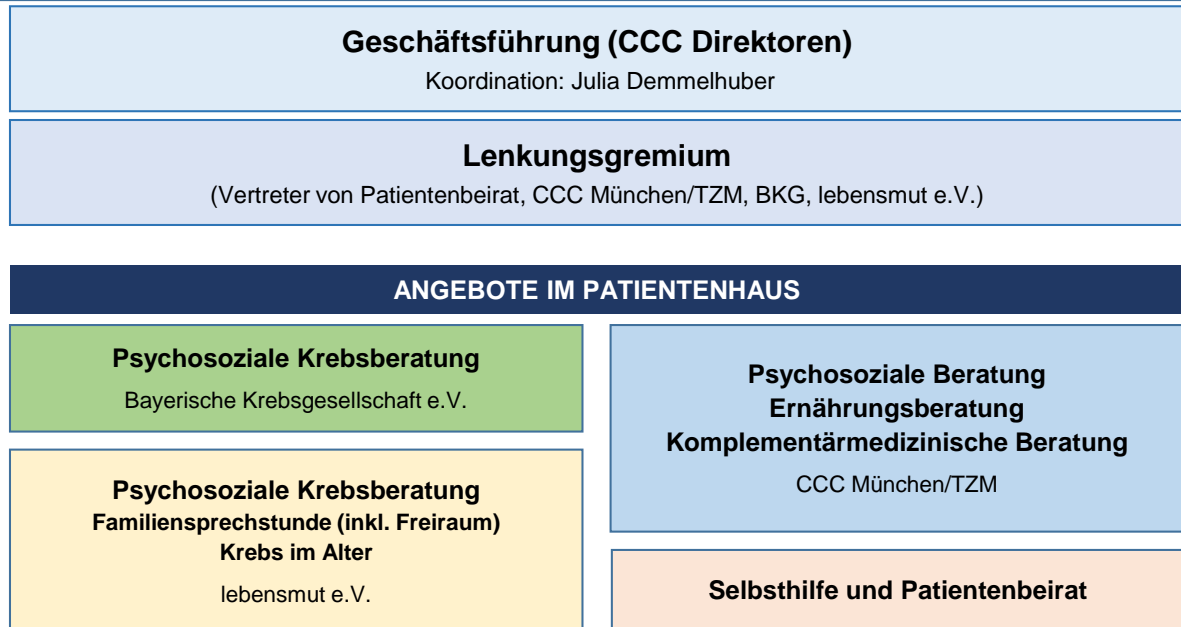 Geschäftsführung (CCC Direktoren)
Koordination: Julia Demmelhuber
Lenkungsgremium
(Vertreter von Patientenbeirat, CCC München/TZM, BKG, lebensmut e.V.)
ANGEBOTE IM PATIENTENHAUS
Psychosoziale Krebsberatung
Bayerische Krebsgesellschaft e.V.
Psychosoziale Krebsberatung
Familiensprechstunde (inkl. Freiraum)
Krebs im Alter
lebensmut e.V.
Psychosoziale Beratung
Ernährungsberatung
Komplementärmedizinische Beratung
CCC München/TZM
Selbsthilfe und Patientenbeirat